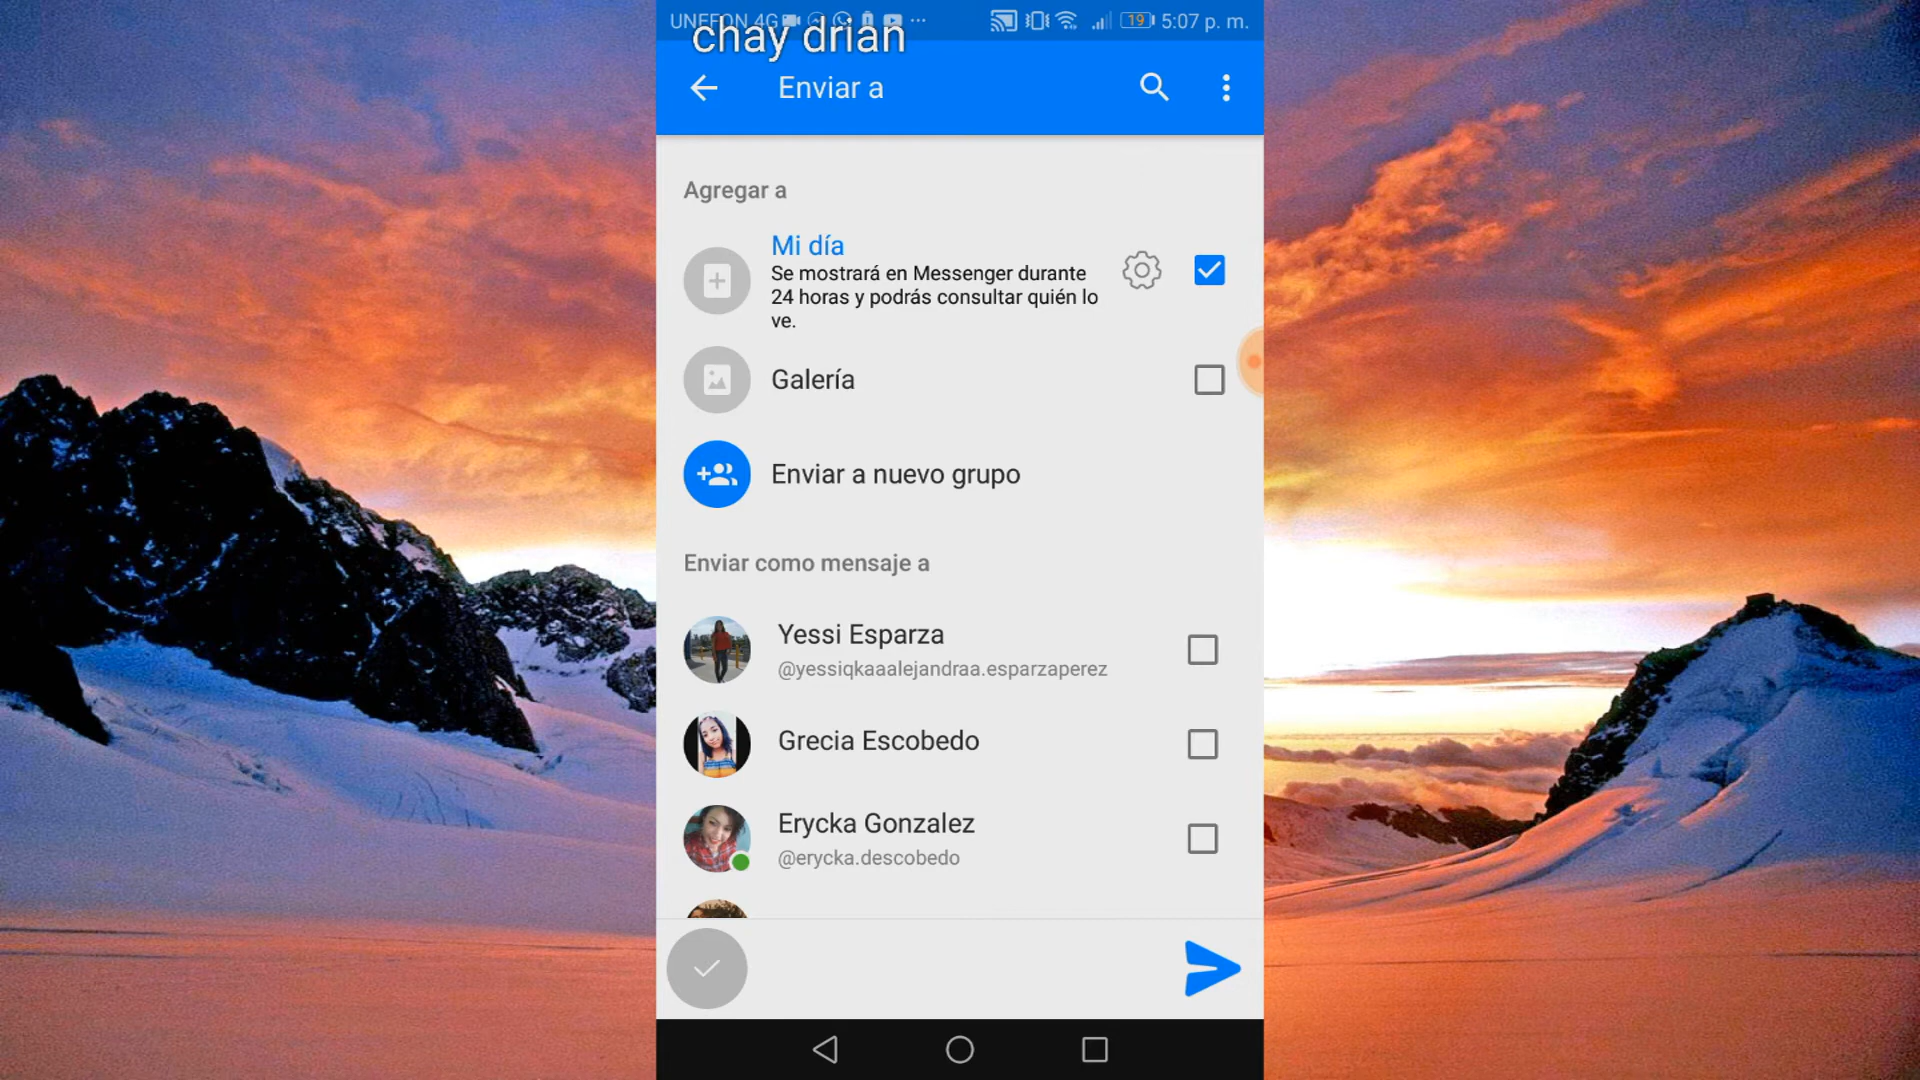 UNEFON 4G
19
5:07 p. m.
chay drian
Enviar a
Agregar a
Mi día
Se mostrará en Messenger durante
24 horas y podrás consultar quién lo
ve.
Galería
Enviar a nuevo grupo
Enviar como mensaje a
Yessi Esparza
@yessiqkaaalejandraa.esparzaperez
Grecia Escobedo
Erycka Gonzalez
@erycka.descobedo